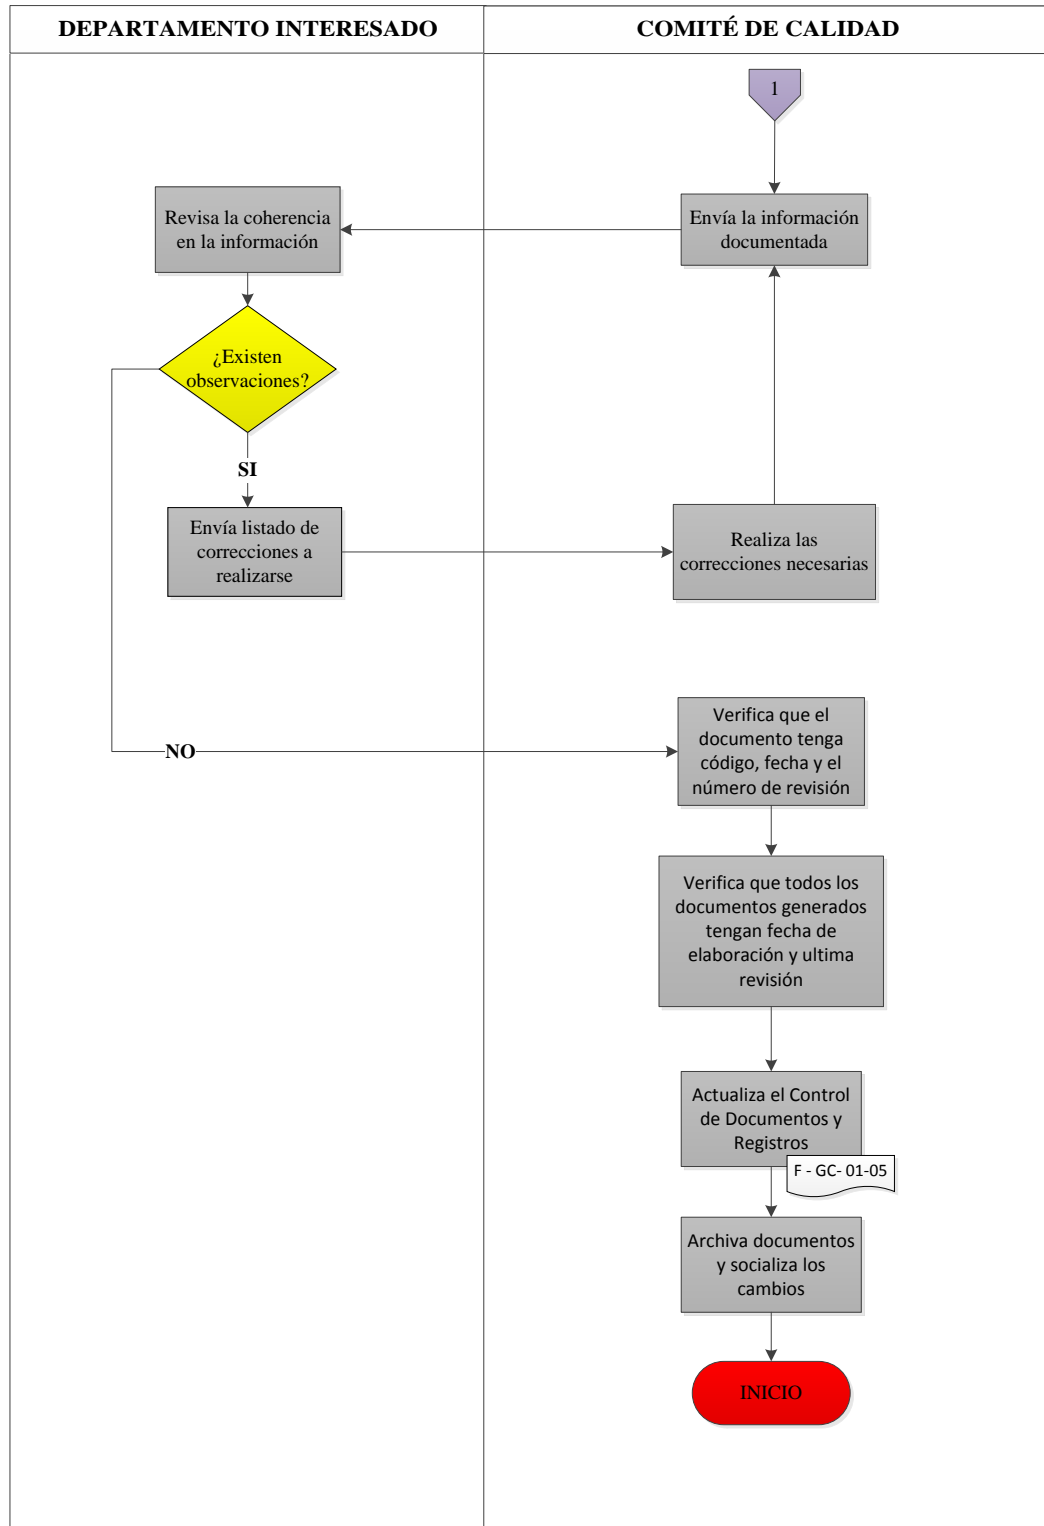 DEPARTAMENTO INTERESADO
COMITÉ DE CALIDAD
1
Revisa la coherencia
en la información
Envía la información
documentada
¿Existen
observaciones?
SI
Envía listado de
correcciones a
realizarse
Realiza las
correcciones necesarias
NO
Verifica que el
documento tenga
código, fecha y el
número de revisión
Verifica que todos los
documentos generados
tengan fecha de
elaboración y ultima
revisión
Actualiza el Control
de Documentos y
Registros
F - GC- 01-05
Archiva documentos
y socializa los
cambios
INICIO